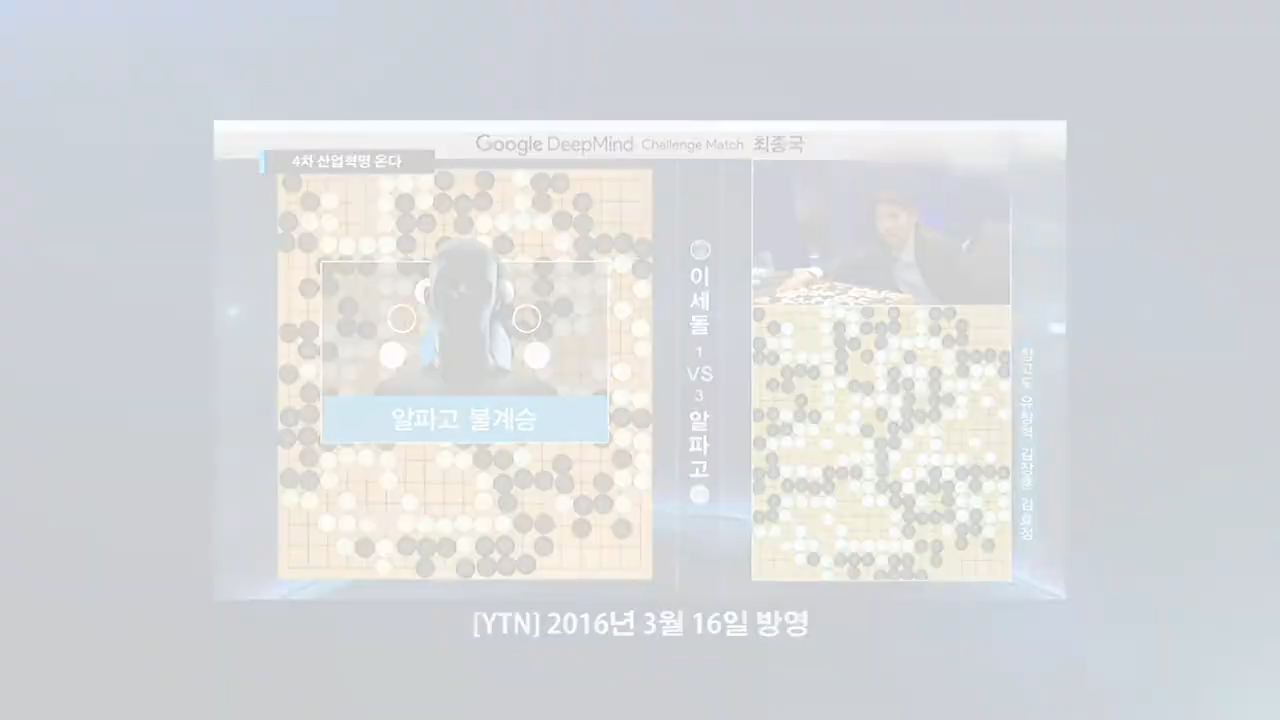 Google DeepMind Challenge Match 최종국
4차 산업혁명 온다
알파고 불계승
이세돌
1
VS
3
알파고
[YTN] 2016년 3월 16일 방영